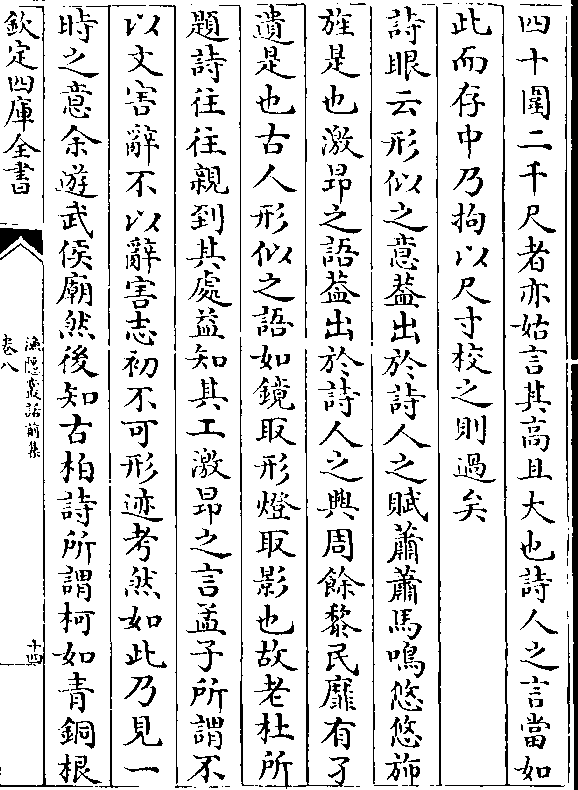 四十圍二千尺者亦姑言其高且大也詩人之言當如
此而存中乃拘以尺寸校之則過矣
詩眼云形似之意葢出於詩人之賦蕭蕭馬鳴悠悠斾
旌是也激昂之語葢出於詩人之興周餘黎民靡有孑
遺是也古人形似之語如鏡取形燈取影也故老杜所
題詩往往親到其處益知其工激昂之言孟子所謂不
以文害辭不以辭害志初不可形迹考然如此乃見一
時之意余遊武侯廟然後知古柏詩所謂柯如青銅根
欽定四庫全書
漁隱叢話前集
卷八
十四